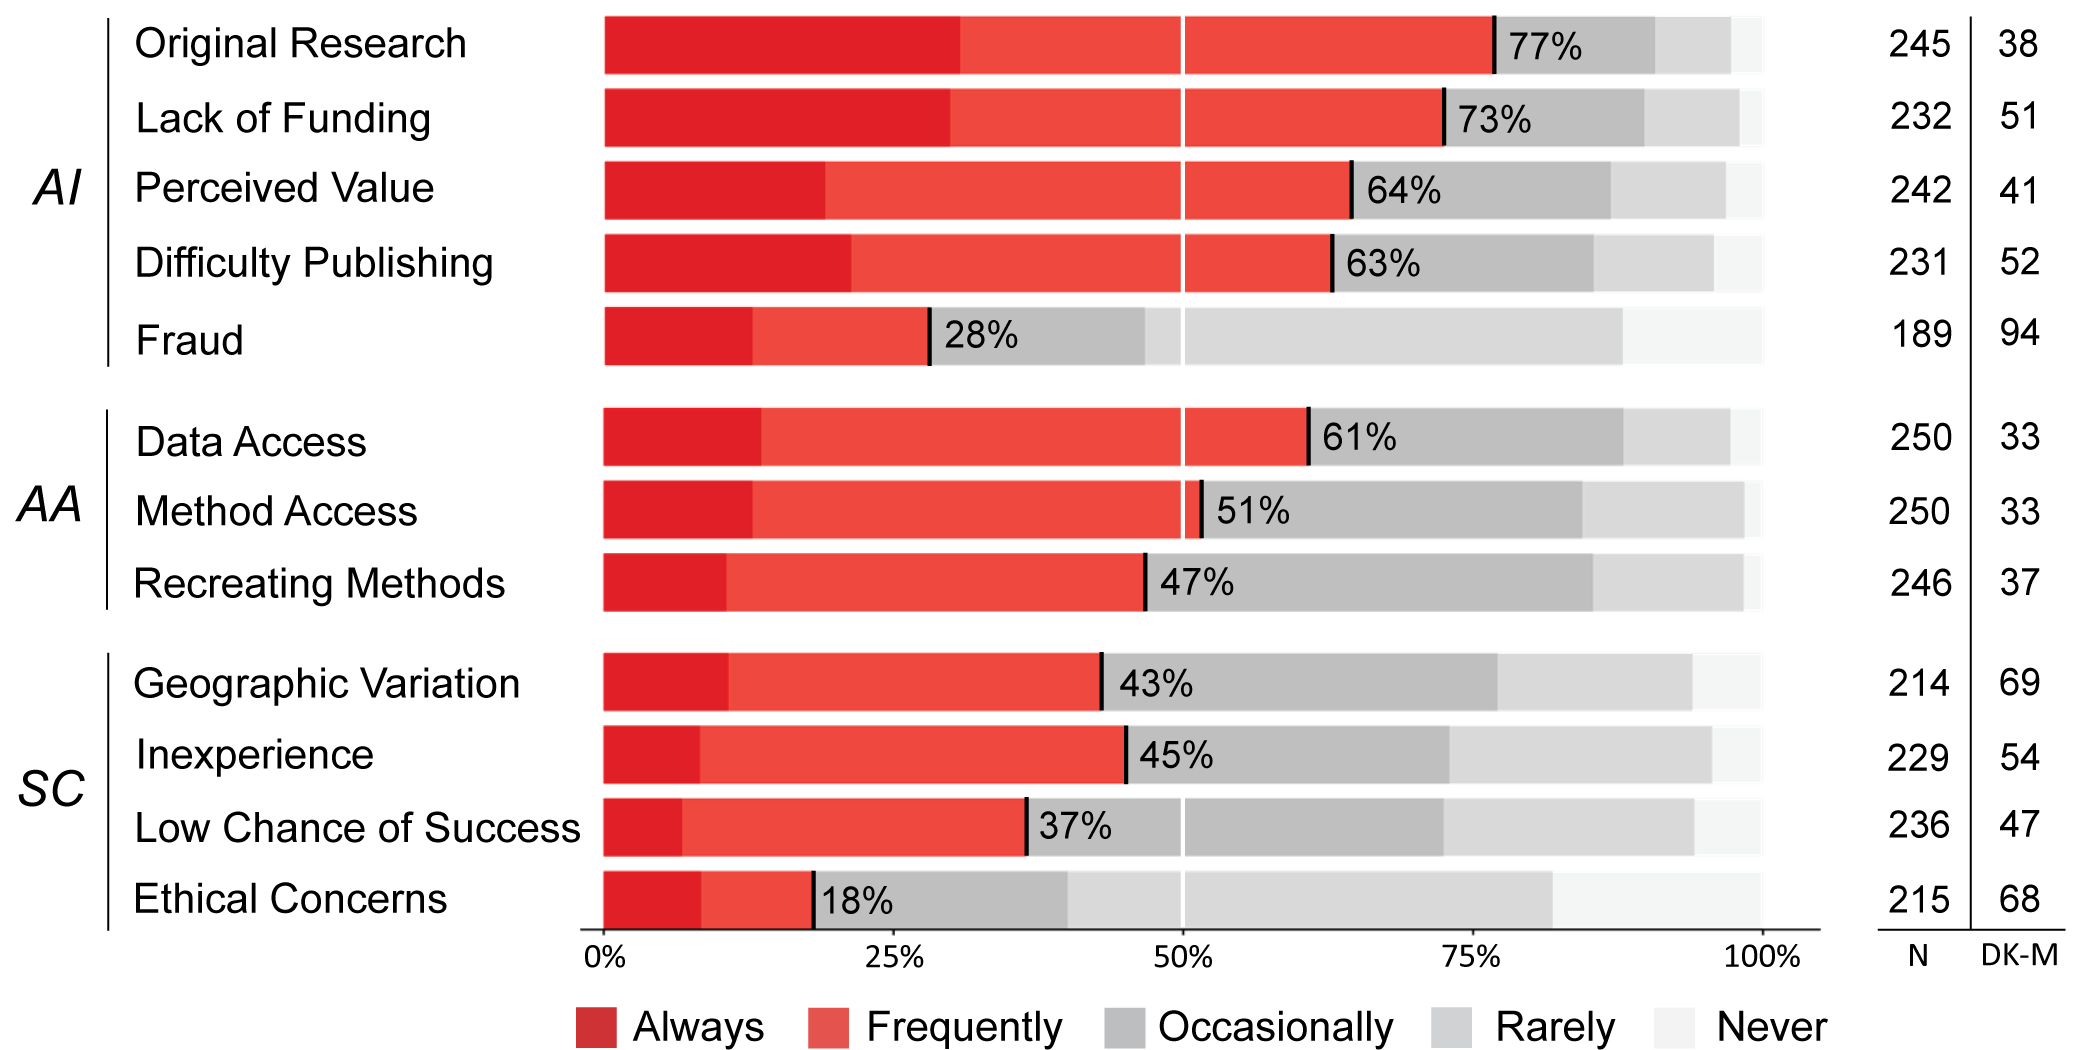 AI
Original Research 77% 245 38
Lack of Funding 73% 232 51
Perceived Value 64% 242 41
Difficulty Publishing 63% 231 52
Fraud 28% 189 94
AA
Data Access 61% 250 33
Method Access 51% 250 33
Recreating Methods 47% 246 37
SC
Geographic Variation 43% 214 69
Inexperience 45% 229 54
Low Chance of Success 37% 236 47
Ethical Concerns 18% 215 68
0% 25% 50% 75% 100% N DK-M
Always Frequently Occasionally Rarely Never